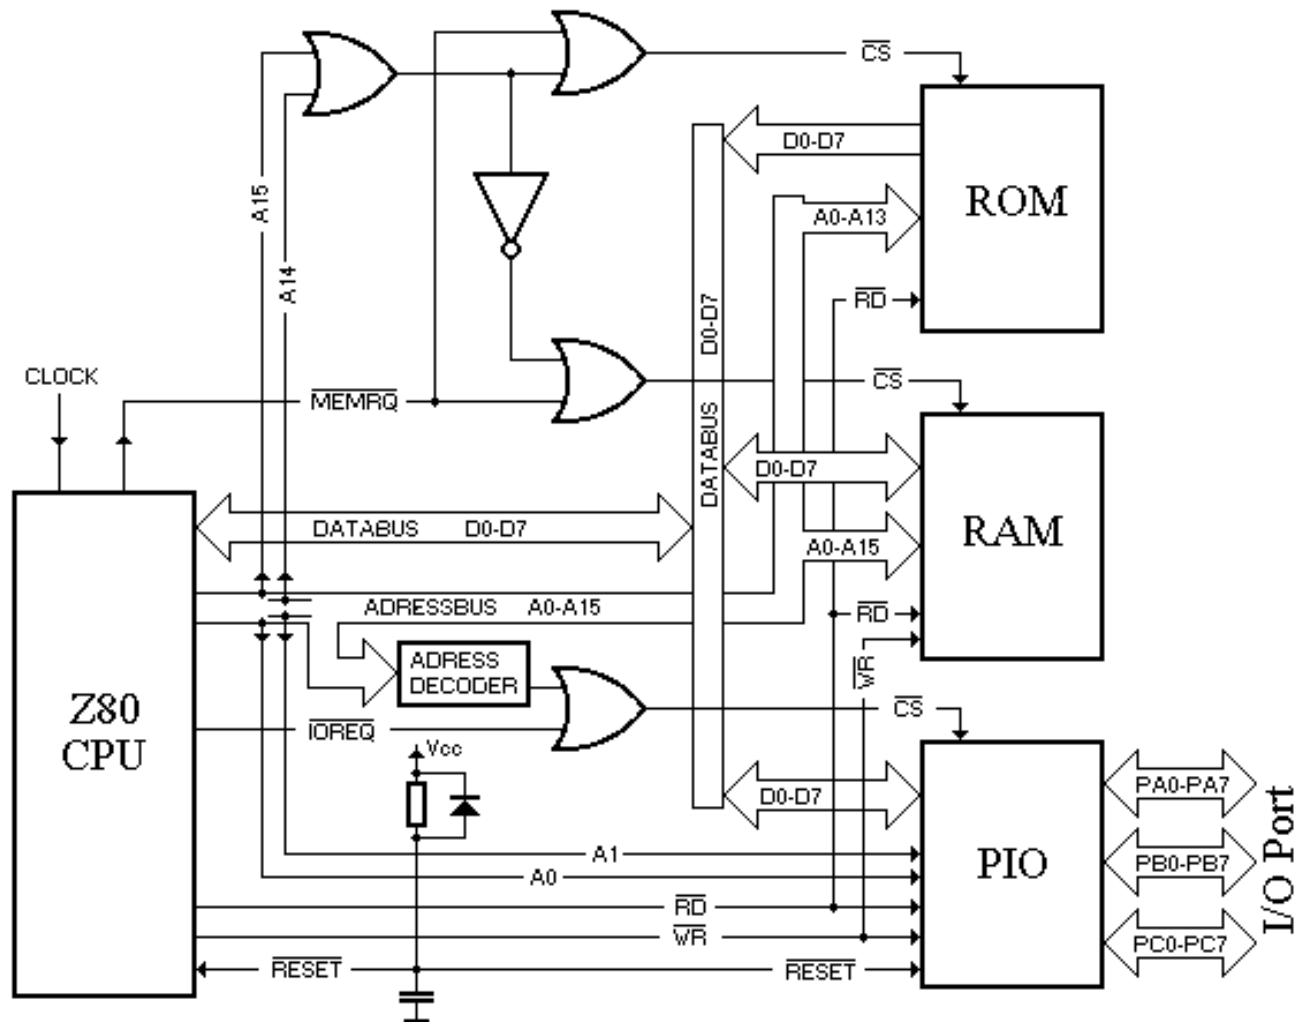 CS
D0-D7
ROM
A15
A0-A13
A14
RD
D0-D7
CLOCK
MEMRQ
CS
DATABUS
D0-D7
DATABUS D0-D7
RAM
A0-A15
ADRESSBUS A0-A15
RD
ADRESS
DECODER
WR
Z80
CPU
IOREQ
CS
Vcc
PA0-PA7
D0-D7
A1
PIO
PB0-PB7
I/O Port
A0
RD
WR
PC0-PC7
RESET
RESET